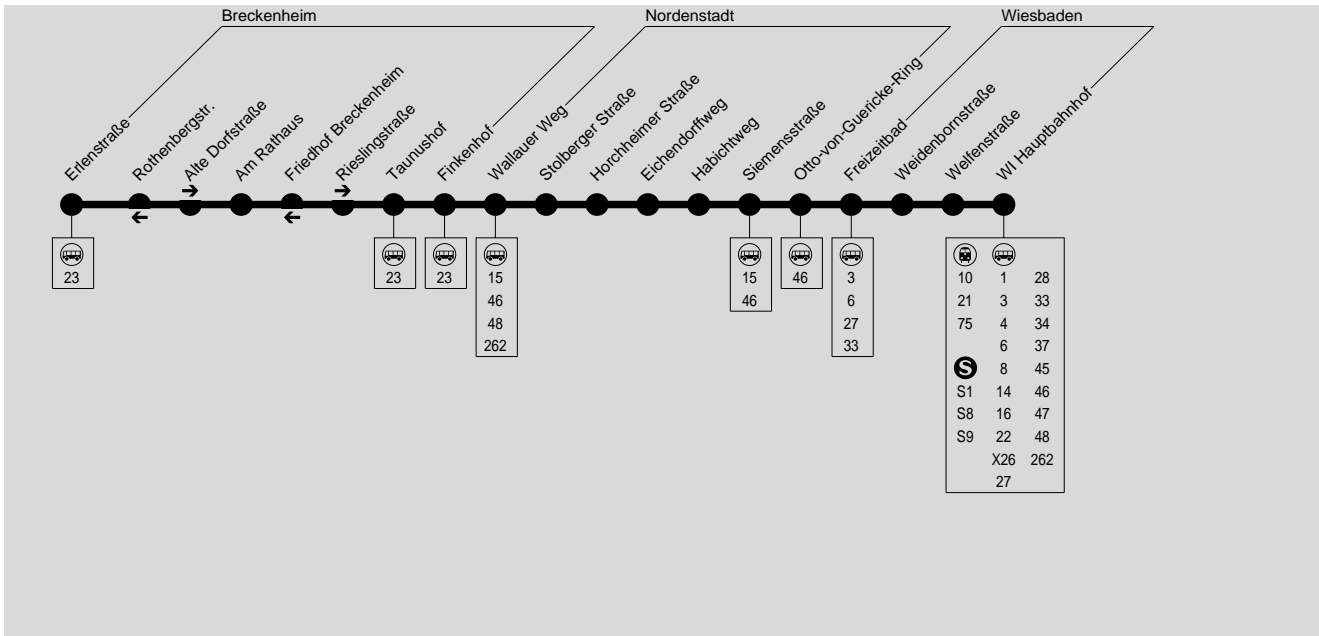 Breckenheim
Nordenstadt
Wiesbaden
Erlenstraße
Rothenbergstr.
Alte Dorfstraße
Am Rathaus
Friedhof Breckenheim
Rieslingstraße
Taunushof
Finkenhof
Wallauer Weg
Stolberger Straße
Horchheimer Straße
Eichendorffweg
Habichtweg
Siemensstraße
Otto-von-Guericke-Ring
Freizeitbad
Weidenbornstraße
Welfenstraße
WI Hauptbahnhof
23
23
23
15
46
48
262
15
46
46
3
6
27
33
10 1 28
21 3 33
75 4 34
6 37
S 8 45
S1 14 46
S8 16 47
S9 22 48
X26 262
27